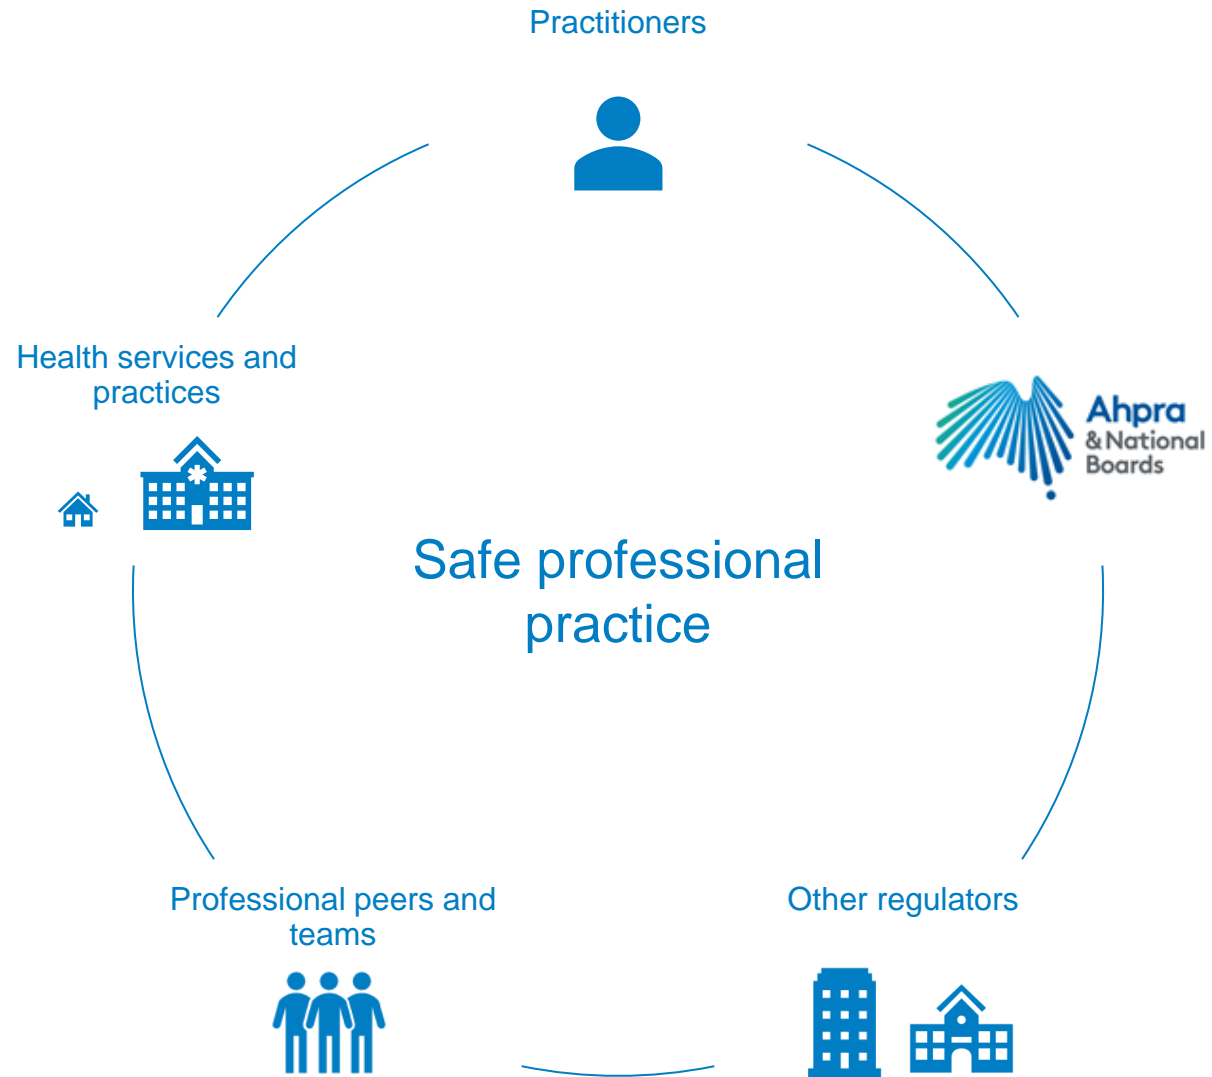 Practitioners
Health services and
practices
Ahpra
& National
Boards
Safe professional
practice
Professional peers and
teams
Other regulators